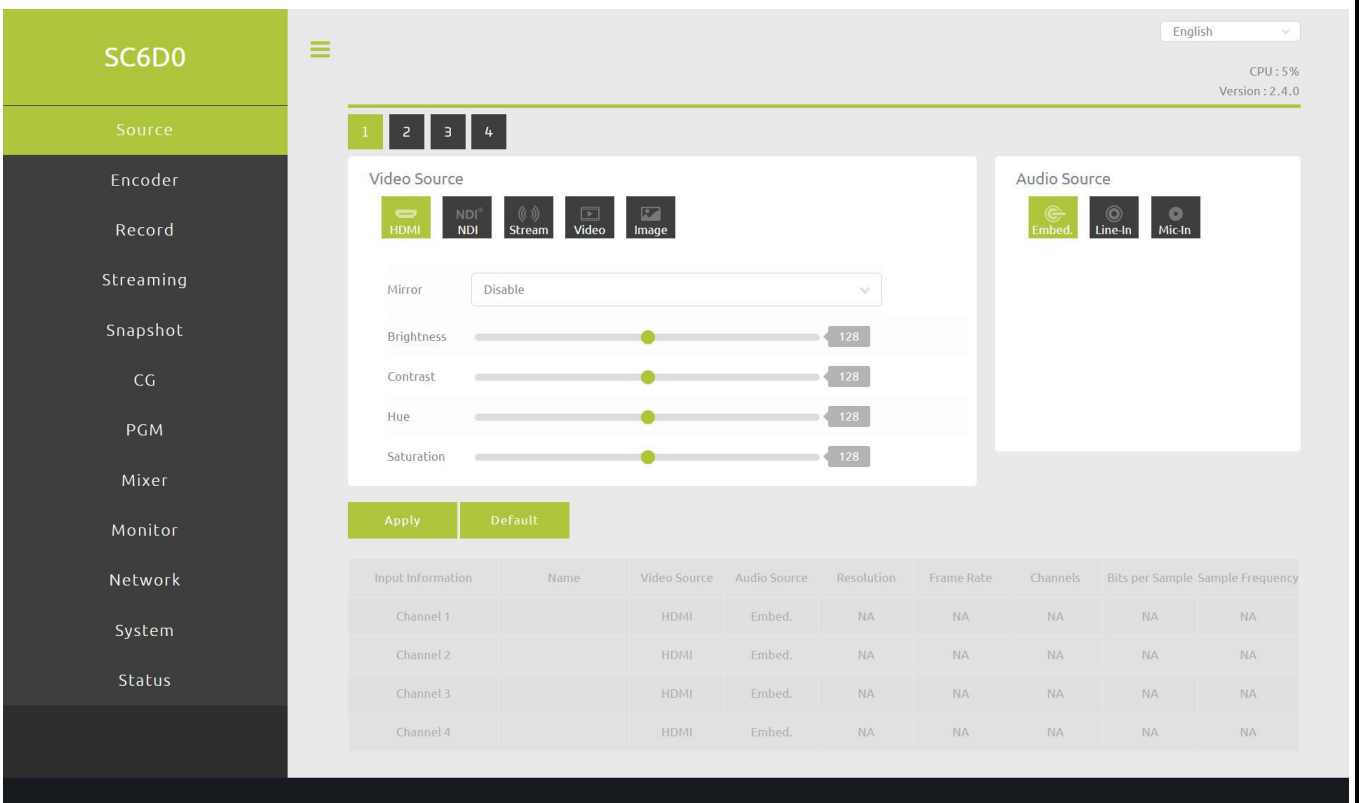 SC6D0
English
CPU : 5%
Version : 2.4.0
Source
Encoder
Record
Streaming
Snapshot
CG
PGM
Mixer
Monitor
Network
System
Status
1 2 3 4
Video Source
NDI®
HDMI NDI Stream Video Image
Mirror Disable
Brightness 128
Contrast 128
Hue 128
Saturation 128
Audio Source
Embed. Line-In Mic-In
Apply Default
Input Information Name Video Source Audio Source Resolution Frame Rate Channels Bits per Sample Sample Frequency
Channel 1 HDMI Embed. NA NA NA NA NA
Channel 2 HDMI Embed. NA NA NA NA NA
Channel 3 HDMI Embed. NA NA NA NA NA
Channel 4 HDMI Embed. NA NA NA NA NA